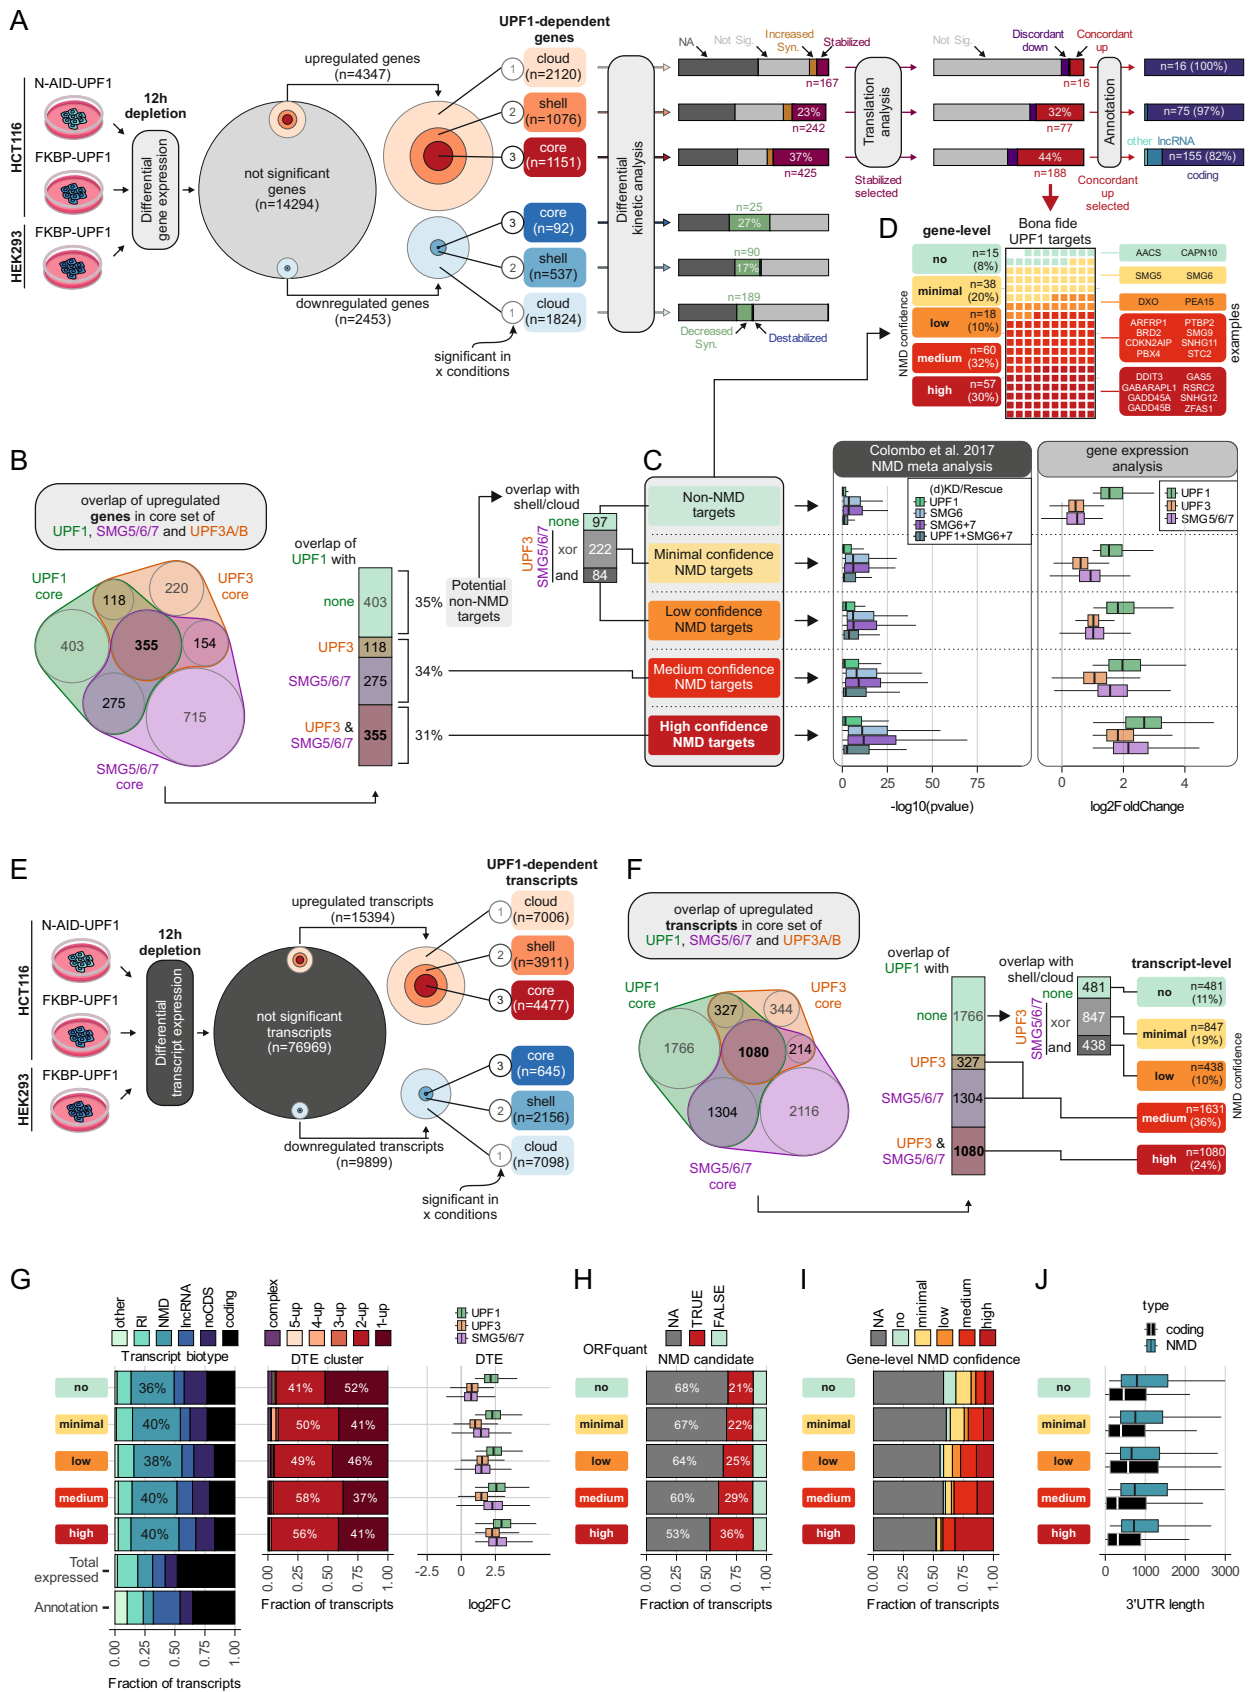 A
HCT116
HEK293
N-AID-UPF1
FKBP-UPF1
FKBP-UPF1
12h
depletion
Differential
gene expression
upregulated genes
(n=4347)
not significant
genes
(n=14294)
downregulated genes
(n=2453)
UPF1-dependent
genes
1
cloud
(n=2120)
2
shell
(n=1076)
3
core
(n=1151)
3
core
(n=92)
2
shell
(n=537)
1
cloud
(n=1824)
significant in
x conditions
Differential
kinetic analysis
NA
Not Sig.
Increased
Syn.
Stabilized
n=167
23%
n=242
37%
n=425
n=25
27%
n=90
17%
n=189
Decreased
Syn.
Destabilized
Translation
analysis
Stabilized
selected
Not Sig.
Discordant
down
Concordant
up
n=16
32%
n=77
44%
n=188
Annotation
Concordant
up
selected
n=16 (100%)
n=75 (97%)
other lncRNA
n=155 (82%)
coding
D
gene-level
Bona fide
UPF1 targets
NMD confidence
no
n=15
(8%)
minimal
n=38
(20%)
low
n=18
(10%)
medium
n=60
(32%)
high
n=57
(30%)
AACS CAPN10
SMG5 SMG6
DXO PEA15
ARFRP1 PTBP2
BRD2 SMG9
CDKN2AIP SNHG11
PBX4 STC2
DDIT3 GAS5
GABARAPL1 RSRC2
GADD45A SNHG12
GADD45B ZFAS1
examples
B
overlap of upregulated
genes in core set of
UPF1, SMG5/6/7 and UPF3A/B
UPF1
core
UPF3
core
SMG5/6/7
core
118
220
403
355
154
275
715
overlap of
UPF1 with
none
403
35%
UPF3
118
SMG5/6/7
275
34%
UPF3 &
SMG5/6/7
355
31%
Potential
non-NMD
targets
overlap with
shell/cloud
none
97
UPF3
SMG5/6/7
xor
222
and
84
C
Non-NMD
targets
Minimal confidence
NMD targets
Low confidence
NMD targets
Medium confidence
NMD targets
High confidence
NMD targets
Colombo et al. 2017
NMD meta analysis
(d)KD/Rescue
UPF1
SMG6
SMG6+7
UPF1+SMG6+7
0
25
50
75
-log10(pvalue)
gene expression
analysis
UPF1
UPF3
SMG5/6/7
0
2
4
log2FoldChange
E
HCT116
HEK293
N-AID-UPF1
FKBP-UPF1
FKBP-UPF1
12h
depletion
Differential
transcript expression
upregulated transcripts
(n=15394)
not significant
transcripts
(n=76969)
downregulated transcripts
(n=9899)
UPF1-dependent
transcripts
1
cloud
(n=7006)
2
shell
(n=3911)
3
core
(n=4477)
3
core
(n=645)
2
shell
(n=2156)
1
cloud
(n=7098)
significant in
x conditions
F
overlap of upregulated
transcripts in core set of
UPF1, SMG5/6/7 and UPF3A/B
UPF1
core
UPF3
core
SMG5/6/7
core
327
344
1766
1080
214
1304
2116
overlap of
UPF1 with
none
1766
UPF3
327
SMG5/6/7
1304
UPF3 &
SMG5/6/7
1080
overlap with
shell/cloud
none
481
UPF3
SMG5/6/7
xor
847
and
438
transcript-level
no
n=481
(11%)
minimal
n=847
(19%)
low
n=438
(10%)
medium
n=1631
(36%)
high
n=1080
(24%)
NMD confidence
G
other
RI
NMD
lncRNA
noCDS
coding
Transcript biotype
no
36%
minimal
40%
low
38%
medium
40%
high
40%
Total
expressed
Annotation
0.00
0.25
0.50
0.75
1.00
Fraction of transcripts
complex
5-up
4-up
3-up
2-up
1-up
DTE cluster
41% 52%
50% 41%
49% 46%
58% 37%
56% 41%
0.00
0.25
0.50
0.75
1.00
Fraction of transcripts
UPF1
UPF3
SMG5/6/7
DTE
-2.5
0
2.5
log2FC
H
NA
TRUE
FALSE
ORFquant
NMD candidate
no
68% 21%
minimal
67% 22%
low
64% 25%
medium
60% 29%
high
53% 36%
0.00
0.25
0.50
0.75
1.00
Fraction of transcripts
I
NA
no
minimal
low
medium
high
Gene-level NMD confidence
no
minimal
low
medium
high
0.00
0.25
0.50
0.75
1.00
Fraction of transcripts
J
type
coding
NMD
no
minimal
low
medium
high
0
1000
2000
3000
3'UTR length